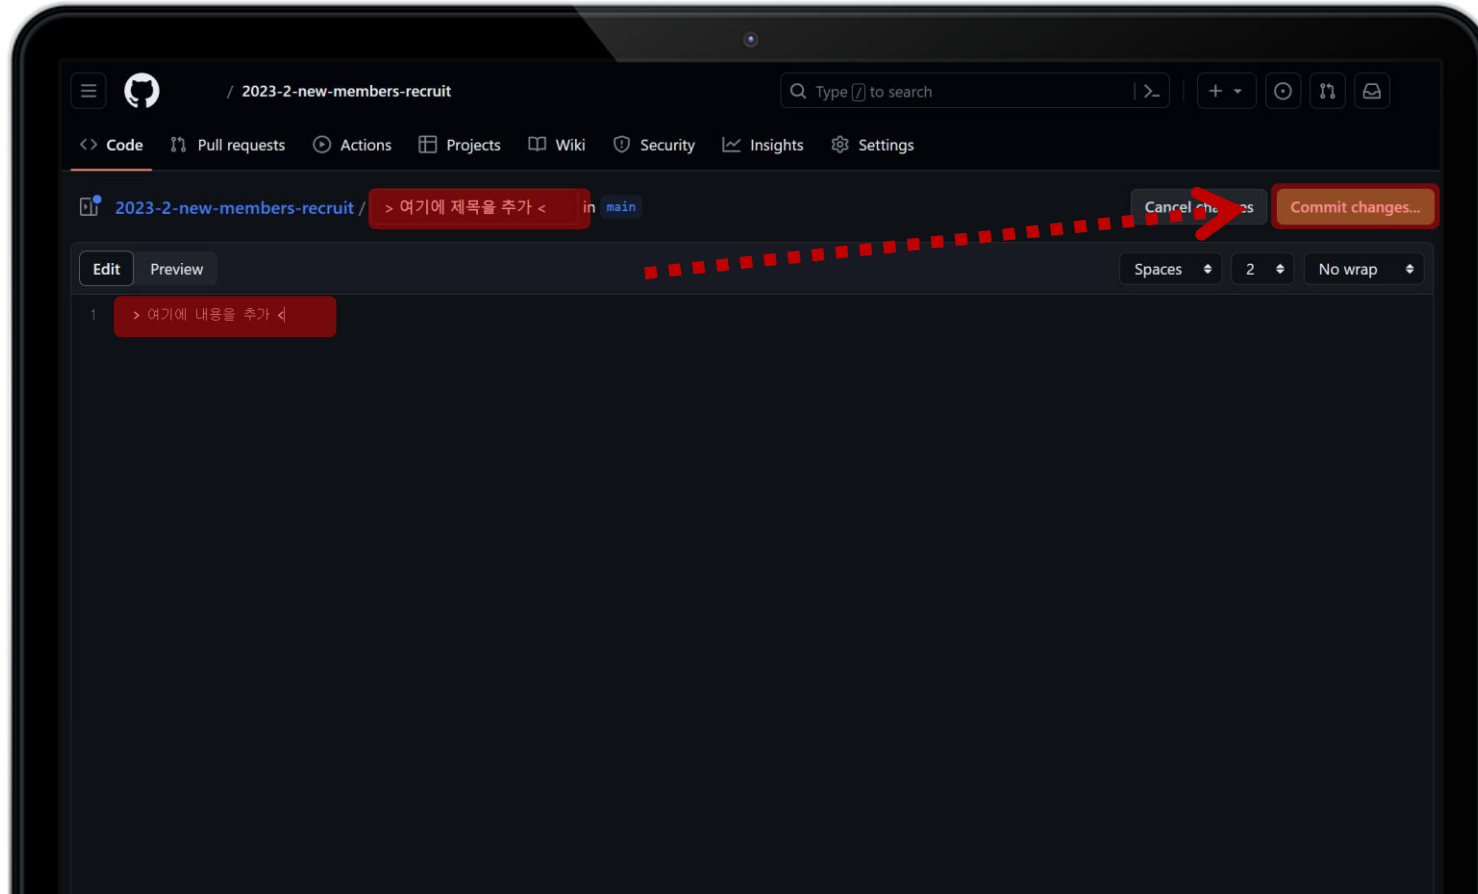 / 2023-2-new-members-recruit
Type / to search
Code Pull requests Actions Projects Wiki Security Insights Settings
2023-2-new-members-recruit / > 여기에 제목을 추가 < in main
Cancel changes Commit changes...
Edit Preview
Spaces 2 No wrap
1 > 여기에 내용을 추가 <